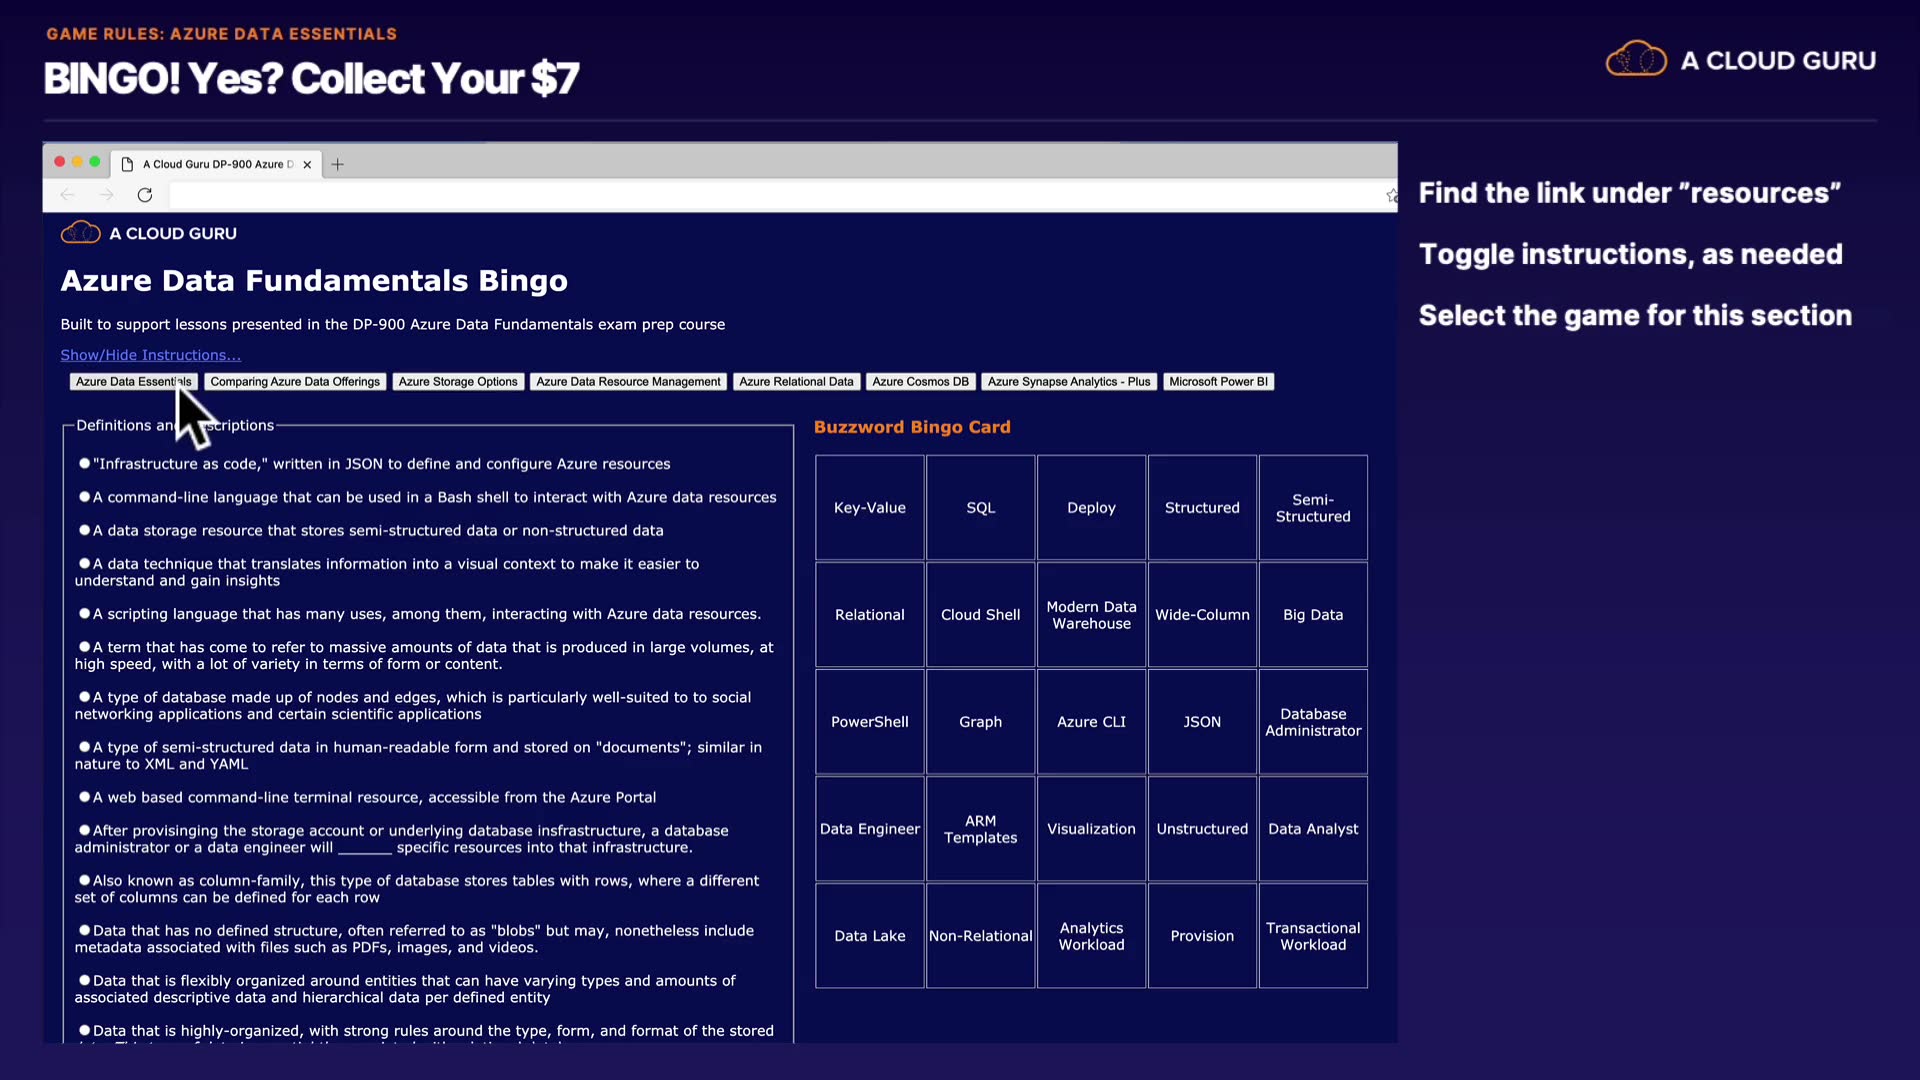 GAME RULES: AZURE DATA ESSENTIALS
BINGO! Yes? Collect Your $7
A CLOUD GURU
A Cloud Guru DP-900 Azure D
A CLOUD GURU
Azure Data Fundamentals Bingo
Built to support lessons presented in the DP-900 Azure Data Fundamentals exam prep course
Show/Hide Instructions...
Azure Data Essentials Comparing Azure Data Offerings Azure Storage Options Azure Data Resource Management Azure Relational Data Azure Cosmos DB Azure Synapse Analytics - Plus Microsoft Power BI
Definitions an scriptions
"Infrastructure as code," written in JSON to define and configure Azure resources
A command-line language that can be used in a Bash shell to interact with Azure data resources
A data storage resource that stores semi-structured data or non-structured data
A data technique that translates information into a visual context to make it easier to
understand and gain insights
A scripting language that has many uses, among them, interacting with Azure data resources.
A term that has come to refer to massive amounts of data that is produced in large volumes, at
high speed, with a lot of variety in terms of form or content.
A type of database made up of nodes and edges, which is particularly well-suited to to social
networking applications and certain scientific applications
A type of semi-structured data in human-readable form and stored on "documents"; similar in
nature to XML and YAML
A web based command-line terminal resource, accessible from the Azure Portal
After provisinging the storage account or underlying database insfrastructure, a database
administrator or a data engineer will _______ specific resources into that infrastructure.
Also known as column-family, this type of database stores tables with rows, where a different
set of columns can be defined for each row
Data that has no defined structure, often referred to as "blobs" but may, nonetheless include
metadata associated with files such as PDFs, images, and videos.
Data that is flexibly organized around entities that can have varying types and amounts of
associated descriptive data and hierarchical data per defined entity
Data that is highly-organized, with strong rules around the type, form, and format of the stored
Buzzword Bingo Card
Key-Value
SQL
Deploy
Structured
Semi-
Structured
Relational
Cloud Shell
Modern Data
Warehouse
Wide-Column
Big Data
PowerShell
Graph
Azure CLI
JSON
Database
Administrator
Data Engineer
ARM
Templates
Visualization
Unstructured
Data Analyst
Data Lake
Non-Relational
Analytics
Workload
Provision
Transactional
Workload
Find the link under "resources"
Toggle instructions, as needed
Select the game for this section